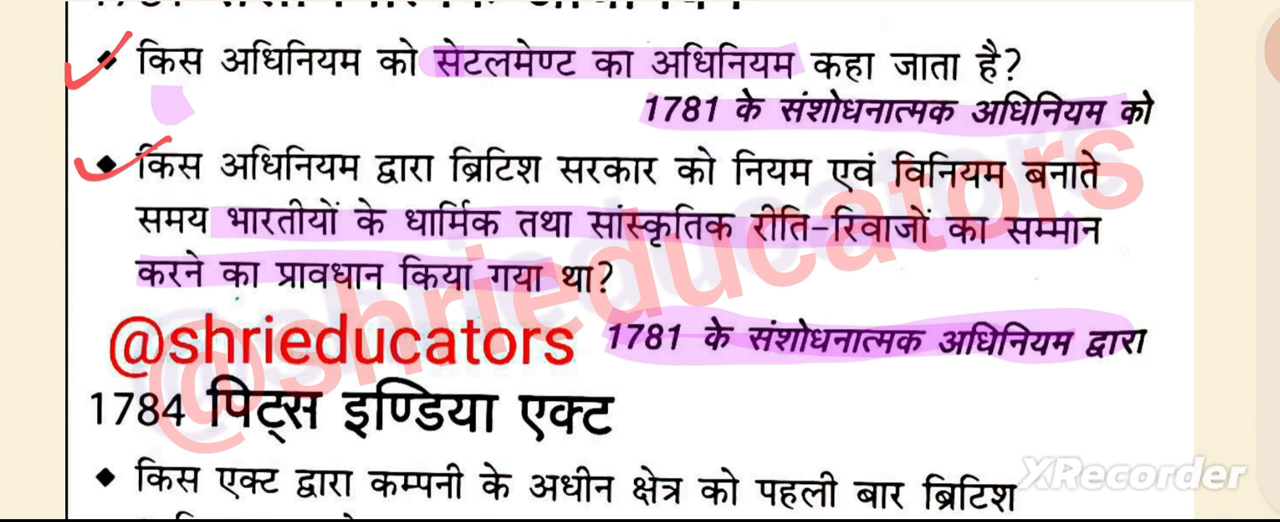 किस अधिनियम को सेटलमेण्ट का अधिनियम कहा जाता है?
1781 के संशोधनात्मक अधिनियम को
किस अधिनियम द्वारा ब्रिटिश सरकार को नियम एवं विनियम बनाते
समय भारतीयों के धार्मिक तथा सांस्कृतिक रीति-रिवाजों का सम्मान
करने का प्रावधान किया गया था?
@shrieducators
@shrieducators 1781 के संशोधनात्मक अधिनियम द्वारा
1784 पिट्स इण्डिया एक्ट
किस एक्ट द्वारा कम्पनी के अधीन क्षेत्र को पहली बार ब्रिटिश
XRecorder